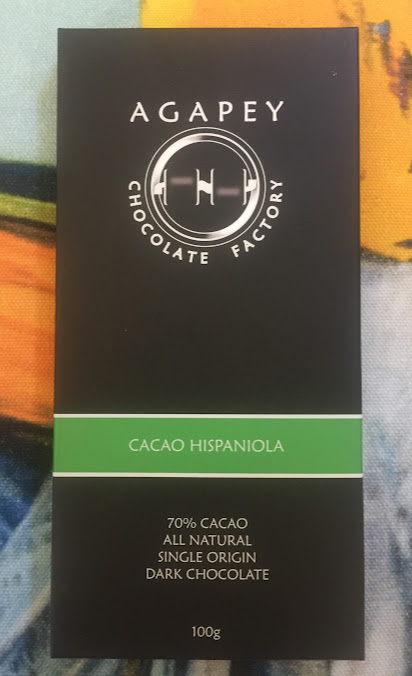 AGAPEY
CHOCOLATE FACTORY
CACAO HISPANIOLA
70% CACAO
ALL NATURAL
SINGLE ORIGIN
DARK CHOCOLATE
100g